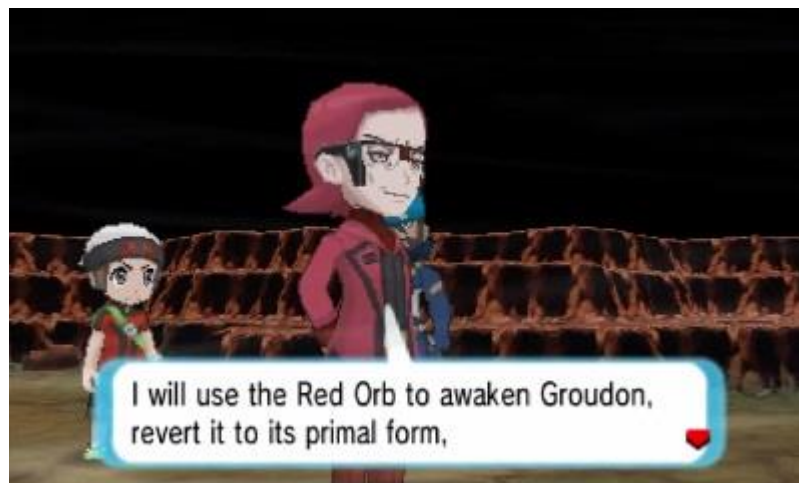 I will use the Red Orb to awaken Groudon,
revert it to its primal form,